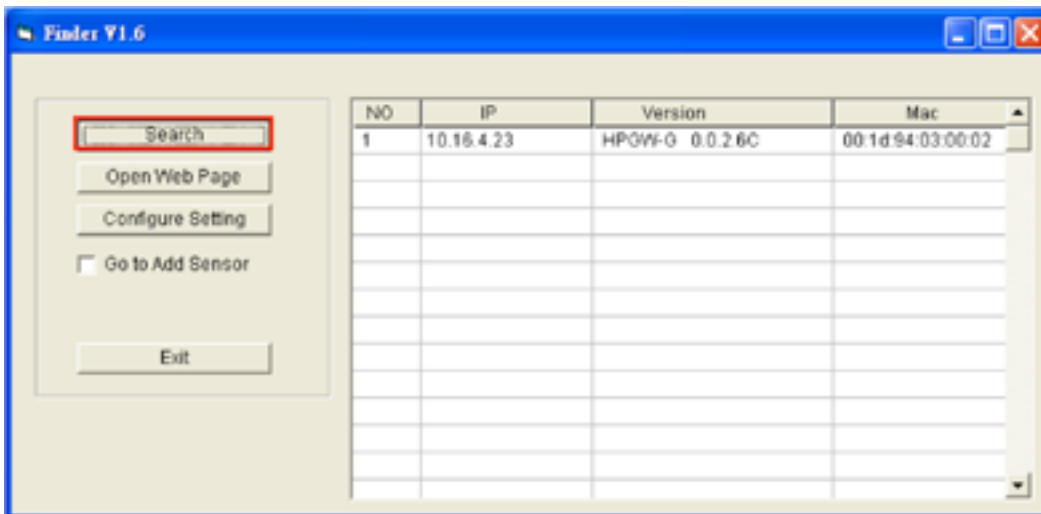 Finder V1.6
Search
Open Web Page
Configure Setting
Go to Add Sensor
Exit
NO IP Version Mac
1 10.16.4.23 HPGW-G 0.0.2.6C 00:1d:94:03:00:02